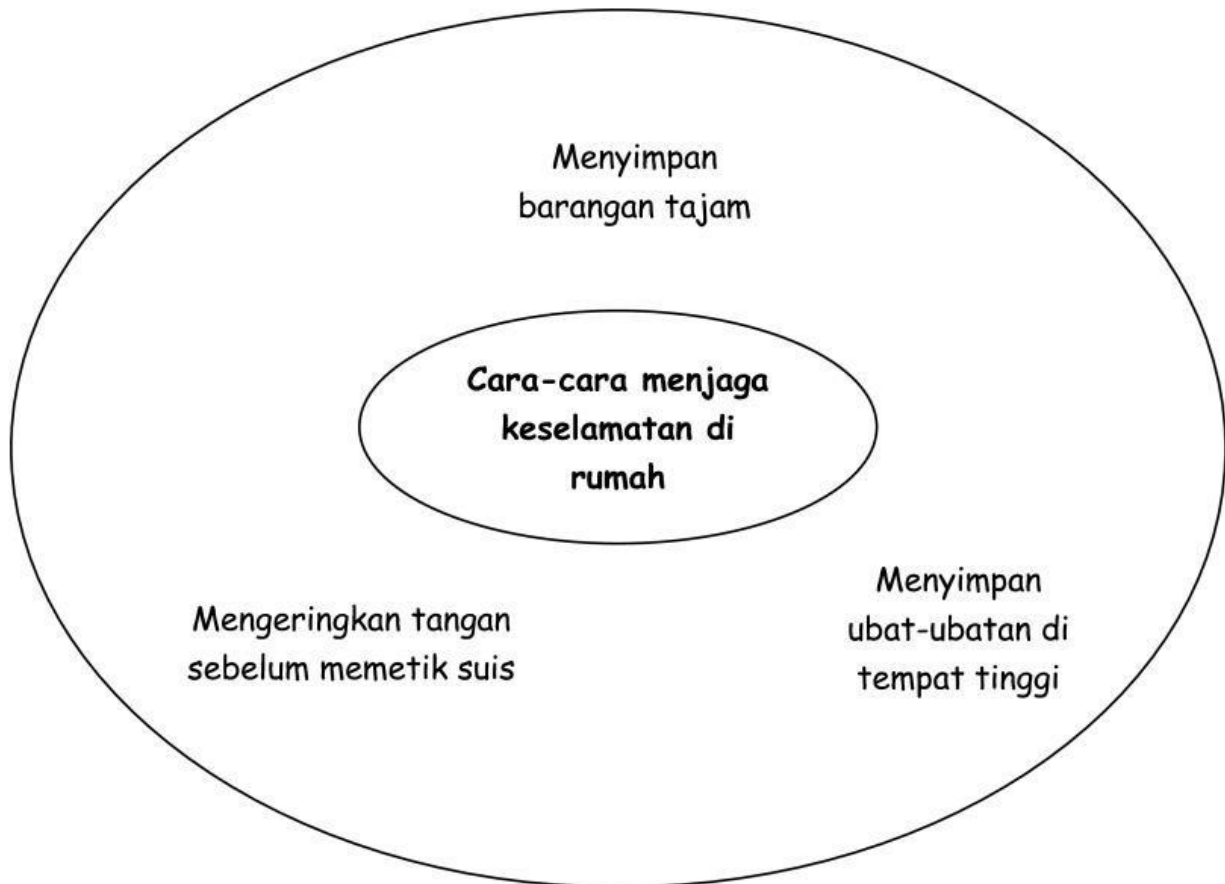 Menyimpan
barangan tajam
Cara-cara menjaga
keselamatan di
rumah
Mengeringkan tangan
sebelum memetik suis
Menyimpan
ubat-ubatan di
tempat tinggi